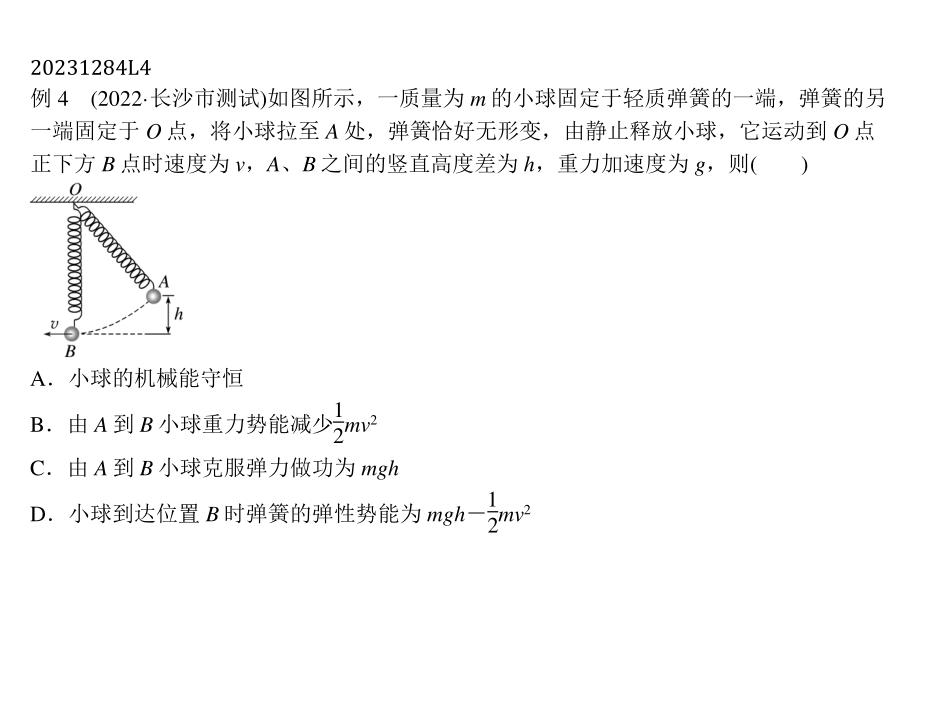 20231284L4
例 4　(2022·长沙市测试)如图所示，一质量为 m 的小球固定于轻质弹簧的一端，弹簧的另
一端固定于 O 点，将小球拉至 A 处，弹簧恰好无形变，由静止释放小球，它运动到 O 点
正下方 B 点时速度为 v，A、B 之间的竖直高度差为 h，重力加速度为 g，则(　　)
O
A
h
v
B
A．小球的机械能守恒
B．由 A 到 B 小球重力势能减少\frac{1}{2}mv²
C．由 A 到 B 小球克服弹力做功为 mgh
D．小球到达位置 B 时弹簧的弹性势能为 mgh－\frac{1}{2}mv²